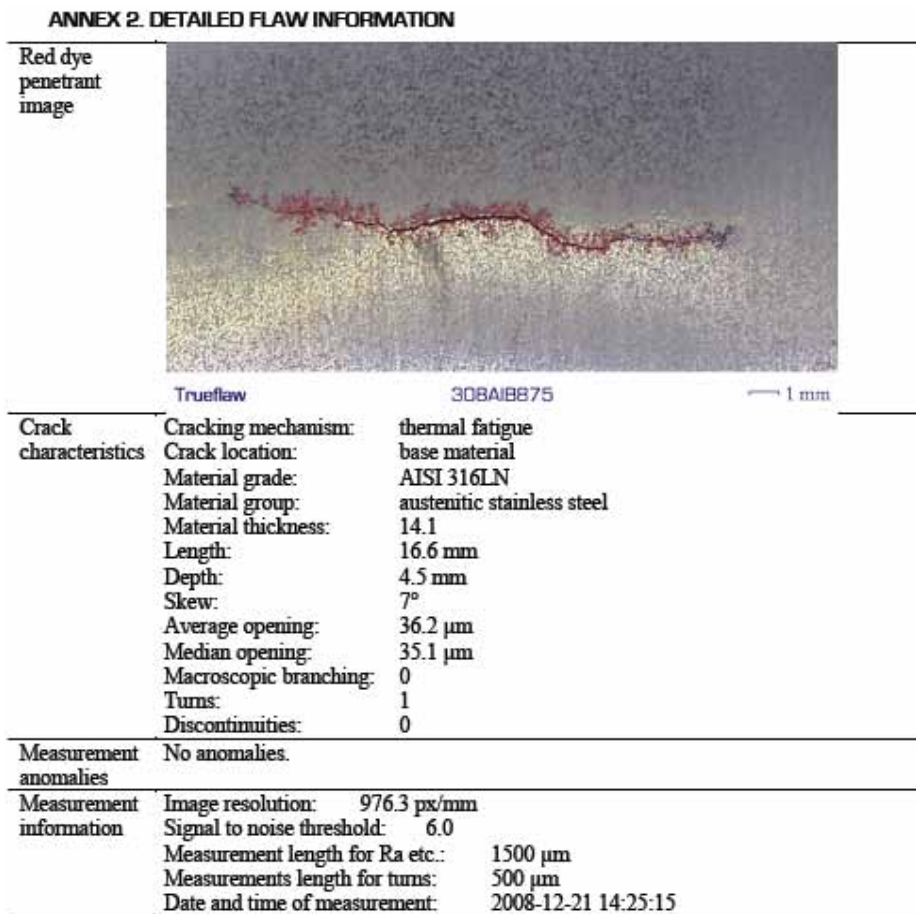 ANNEX 2. DETAILED FLAW INFORMATION
Red dye
penetrant
image
Trueflaw 308AIB875 1 mm
Crack
characteristics
Cracking mechanism: thermal fatigue
Crack location: base material
Material grade: AISI 316LN
Material group: austenitic stainless steel
Material thickness: 14.1
Length: 16.6 mm
Depth: 4.5 mm
Skew: 7°
Average opening: 36.2 µm
Median opening: 35.1 µm
Macroscopic branching: 0
Turns: 1
Discontinuities: 0
Measurement
anomalies
No anomalies.
Measurement
information
Image resolution: 976.3 px/mm
Signal to noise threshold: 6.0
Measurement length for Ra etc.: 1500 µm
Measurements length for turns: 500 µm
Date and time of measurement: 2008-12-21 14:25:15